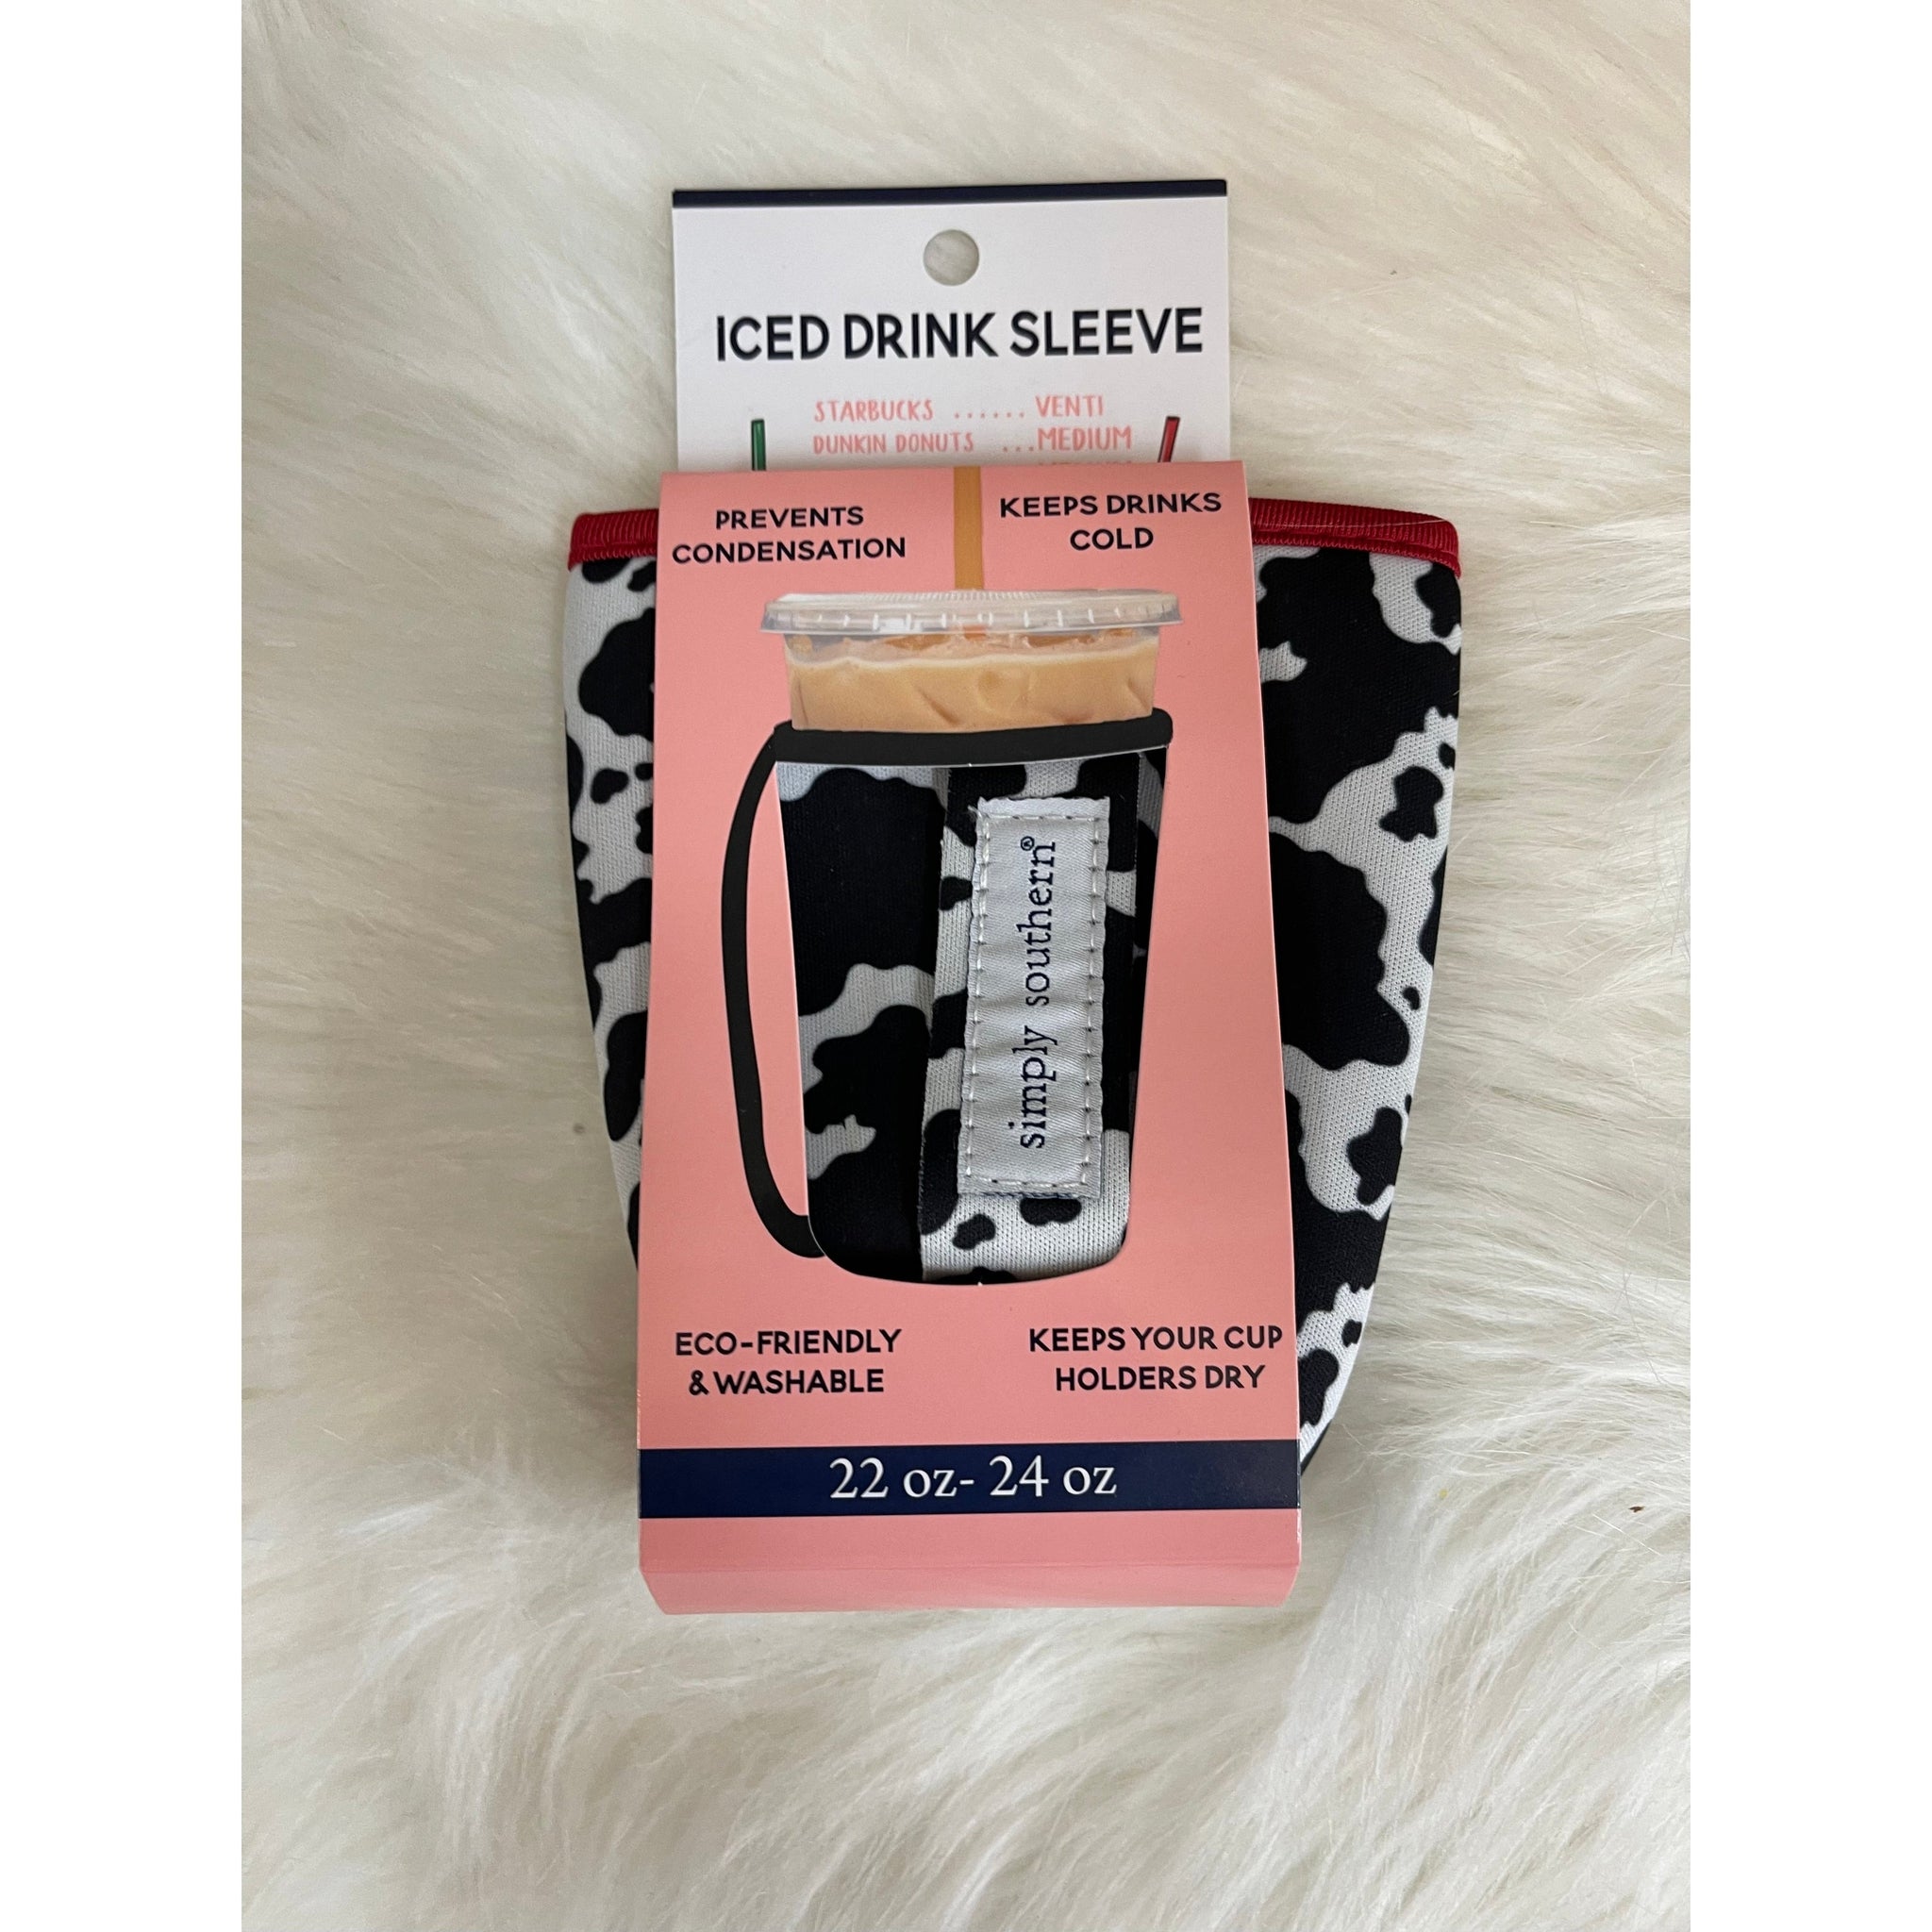 ICED DRINK SLEEVE
STARBUCKS ...... VENTI
DUNKIN DONUTS ...MEDIUM
PREVENTS
CONDENSATION
KEEPS DRINKS
COLD
simply southern®
ECO-FRIENDLY
& WASHABLE
KEEPS YOUR CUP
HOLDERS DRY
22 oz- 24 oz